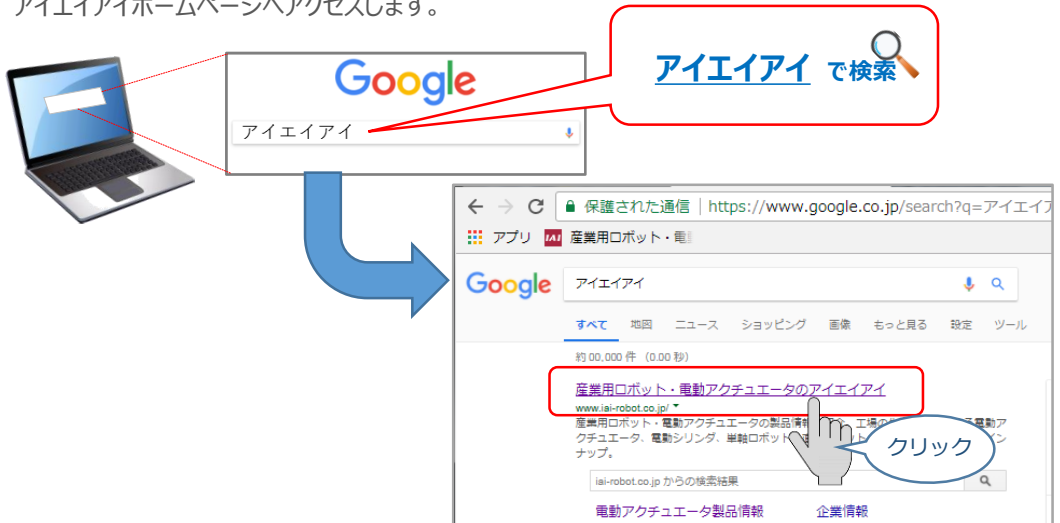 アイエイアイホームページへアクセスします。
アイエイアイ で検索
Google
アイエイアイ
保護された通信 | https://www.google.co.jp/search?q=アイエイア
アプリ IAI 産業用ロボット・電
Google アイエイアイ
すべて 地図 ニュース ショッピング 画像 もっと見る 設定 ツール
約 00,000 件 (0.00 秒)
産業用ロボット・電動アクチュエータのアイエイアイ
www.iai-robot.co.jp/
産業用ロボット・電動アクチュエータの製品情報 工場の 電動ア
クチュエータ、電動シリンダ、単軸ロボット、 イン
ナップ。
クリック
iai-robot.co.jp からの検索結果
電動アクチュエータ製品情報 企業情報